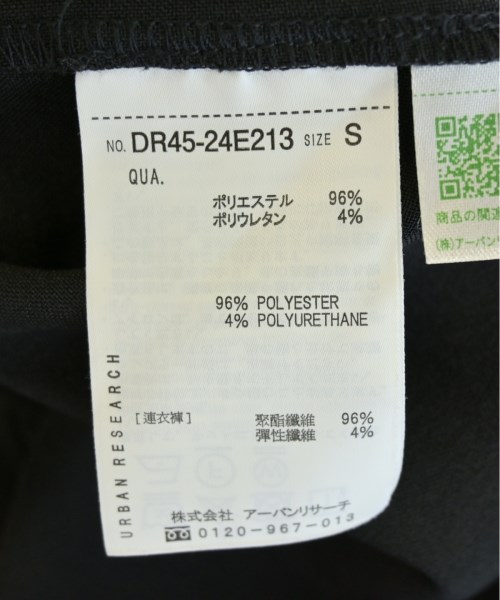 NO. DR45-24E213 SIZE S
QUA.
ポリエステル 96%
ポリウレタン 4%
96% POLYESTER
4% POLYURETHANE
[連衣褲] 聚酯纖維 96%
彈性纖維 4%
URBAN RESEARCH
株式会社 アーバンリサーチ
0120-967-013
商品の関連
(株)アーバン